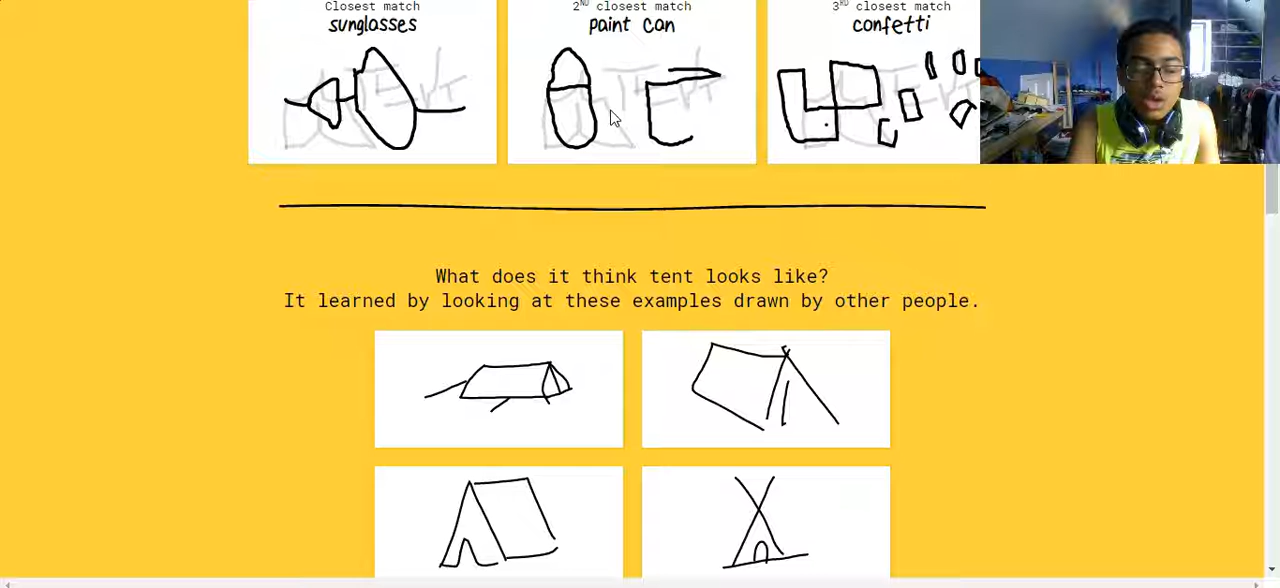 Closest match
sunglasses
2ND closest match
paint can
3RD closest match
confetti
What does it think tent looks like?
It learned by looking at these examples drawn by other people.